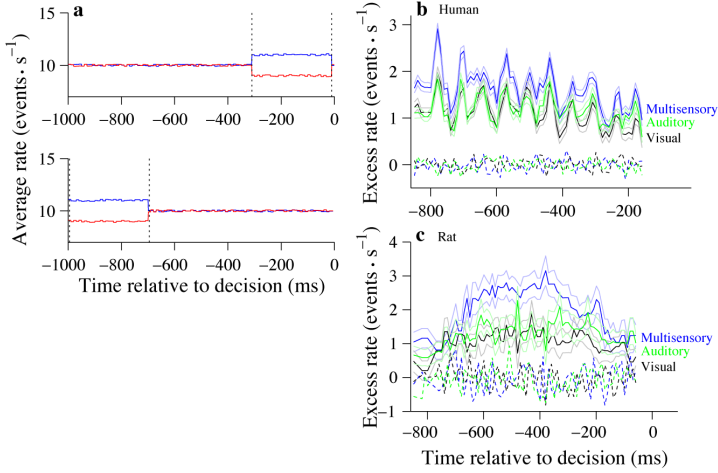 a
Average rate (events · s⁻¹)
15
10
−1000 −800 −600 −400 −200 0
15
10
−1000 −800 −600 −400 −200 0
Time relative to decision (ms)
b Human
Excess rate (events · s⁻¹)
3
2
1
0
Multisensory
Auditory
Visual
−800 −600 −400 −200
c Rat
Excess rate (events · s⁻¹)
4
3
2
1
0
−1
Multisensory
Auditory
Visual
−800 −600 −400 −200 0
Time relative to decision (ms)